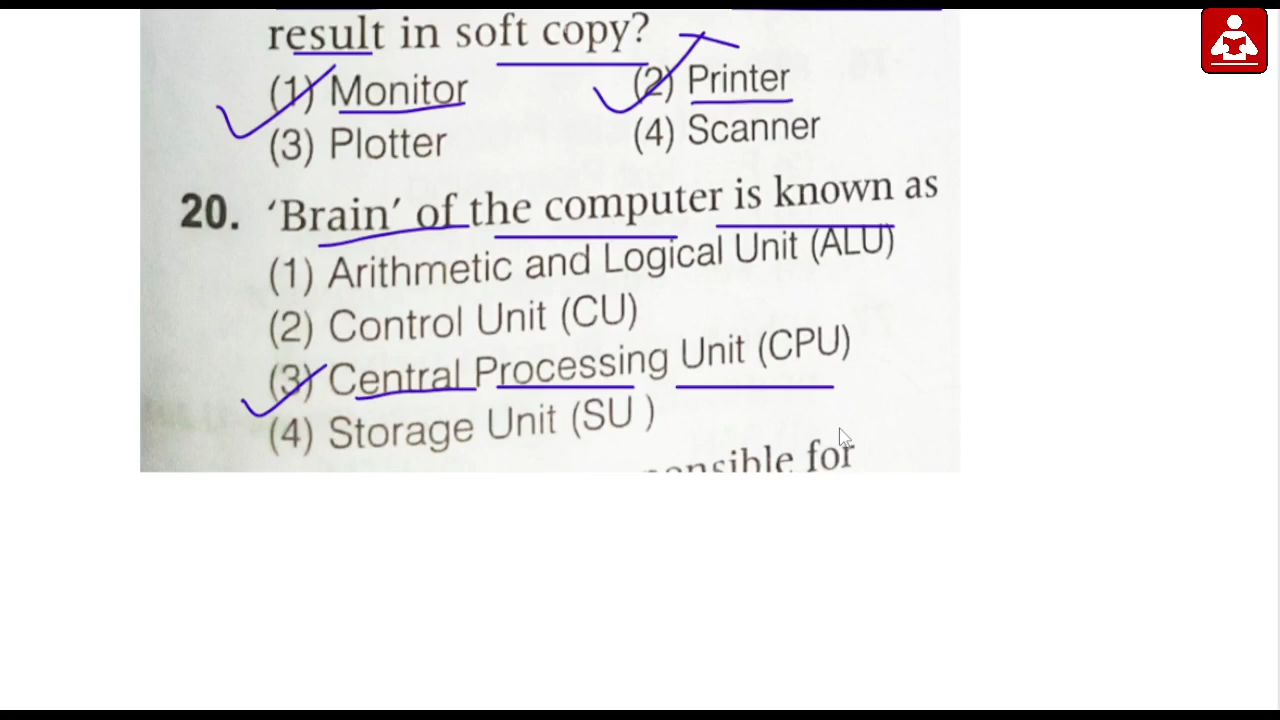 result in soft copy?
(1) Monitor (2) Printer
(3) Plotter (4) Scanner
20. ‘Brain’ of the computer is known as
(1) Arithmetic and Logical Unit (ALU)
(2) Control Unit (CU)
(3) Central Processing Unit (CPU)
(4) Storage Unit (SU )
for